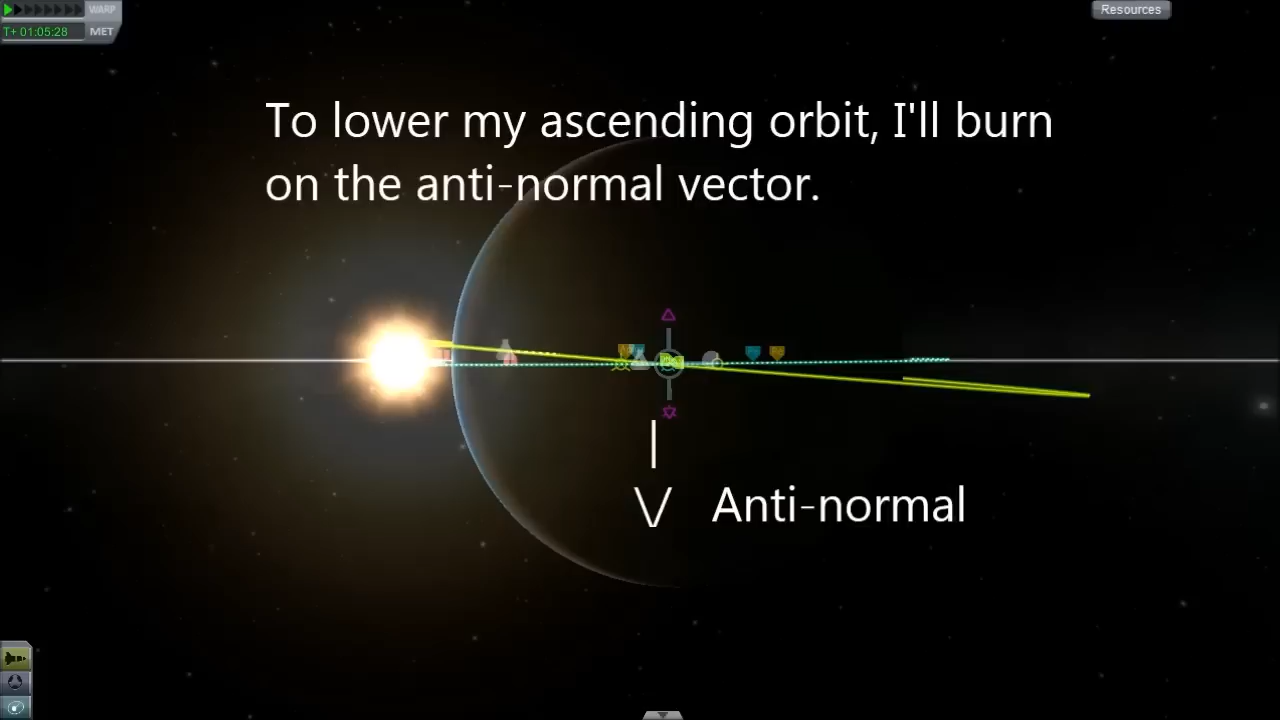 WARP
T+ 01:05:28 MET
Resources
To lower my ascending orbit, I'll burn
on the anti-normal vector.
Anti-normal